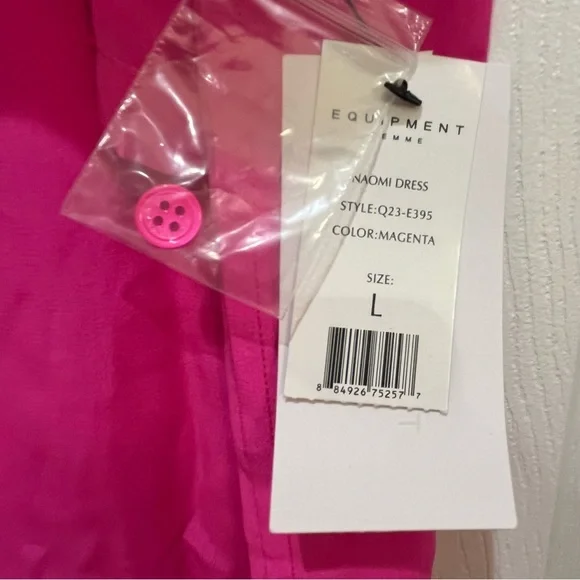 EQUIPMENT
EMME
NAOMI DRESS
STYLE:Q23-E395
COLOR:MAGENTA
SIZE:
L
8 84926 75257 7